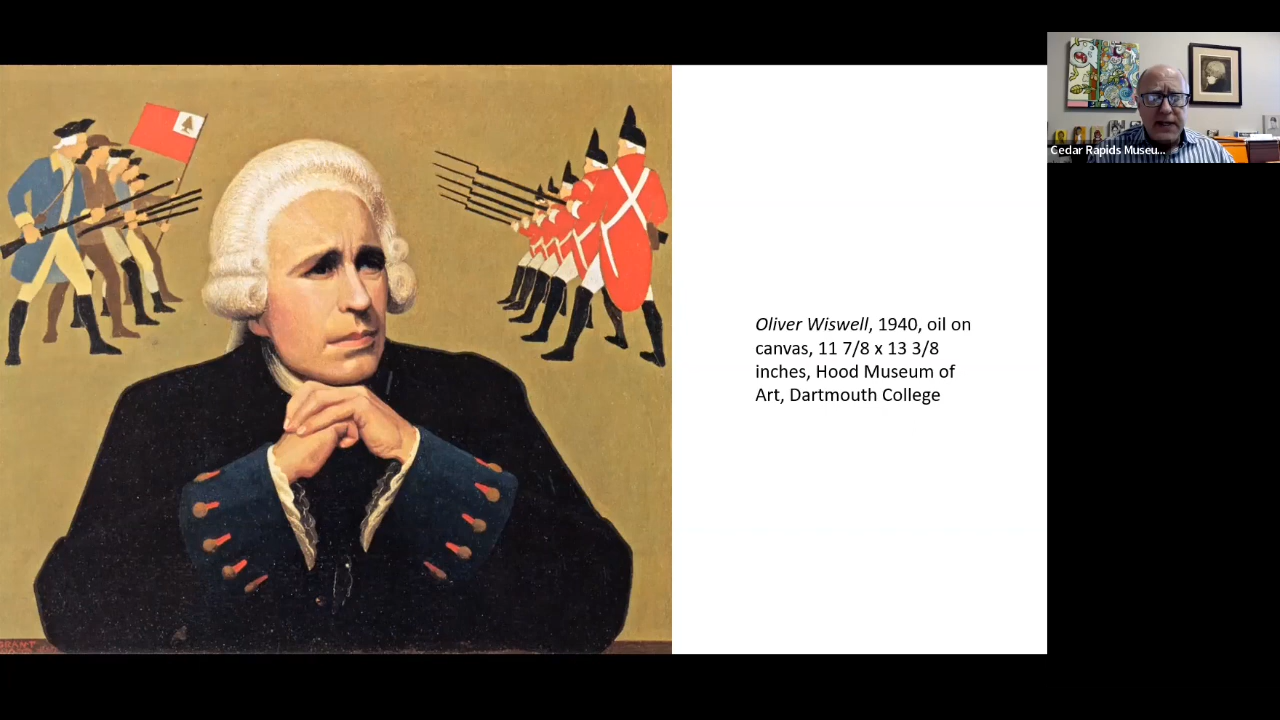 Oliver Wiswell, 1940, oil on
canvas, 11 7/8 x 13 3/8
inches, Hood Museum of
Art, Dartmouth College
Cedar Rapids Museu...
GRANT